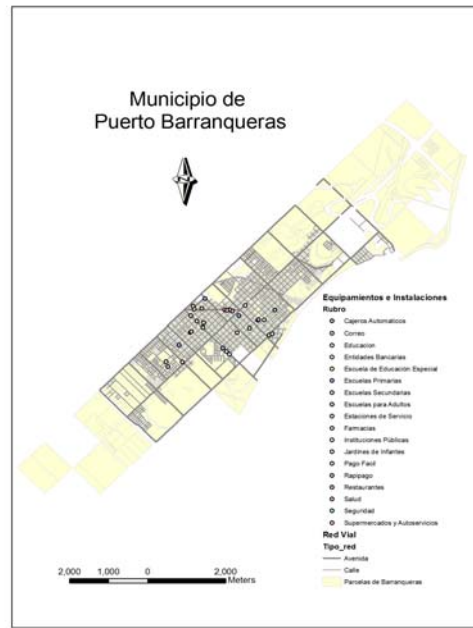 Municipio de
Puerto Barranqueras
Equipamientos e Instalaciones
Rubro
Cajeros Automaticos
Correo
Educacion
Entidades Bancarias
Escuela de Educación Especial
Escuelas Primarias
Escuelas Secundarias
Escuelas para Adultos
Estaciones de Servicio
Farmacias
Instituciones Públicas
Jardines de Infantes
Pago Facil
Rapipago
Restaurantes
Salud
Seguridad
Supermercados y Autoservicios
Red Vial
Tipo_red
Avenida
Calle
Parcelas de Barranqueras
2,000 1,000 0 2,000
Meters